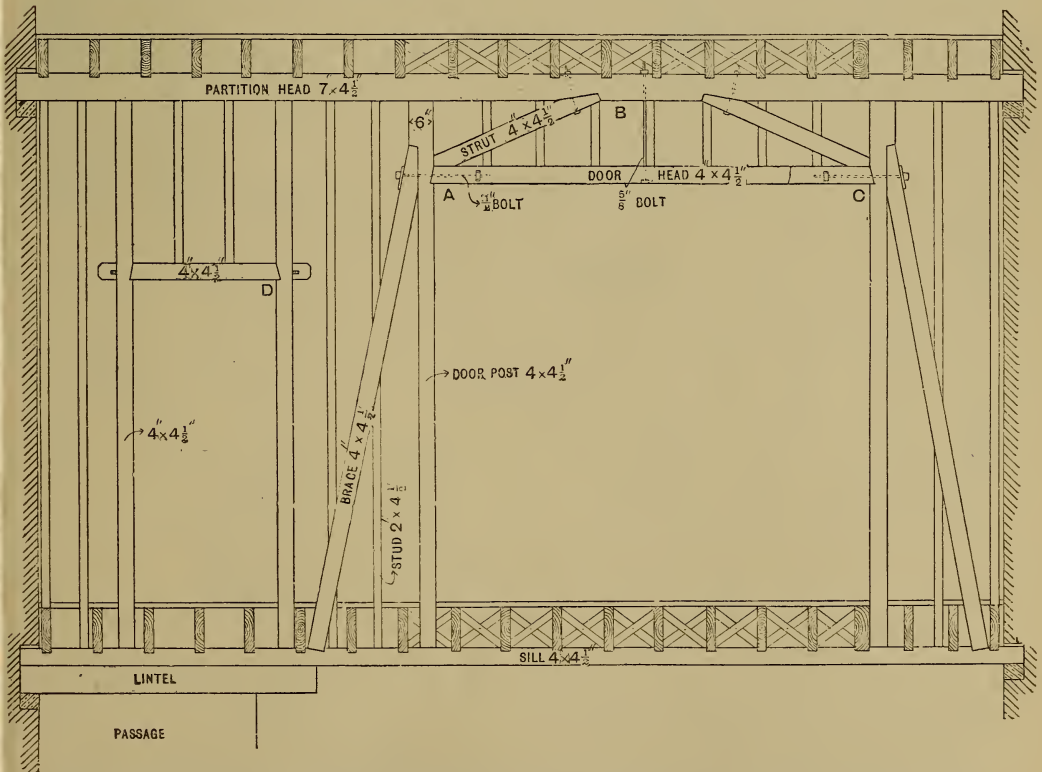 PARTITION HEAD 7" × 4½"
6"
STRUT 4" × 4½"
B
DOOR HEAD 4" × 4½"
A
BOLT
⅝" BOLT
C
4" × 4½"
D
DOOR POST 4 × 4½"
4" × 4½"
BRACE 4" × 4½"
STUD 2" × 4½"
SILL 4" × 4½"
LINTEL
PASSAGE